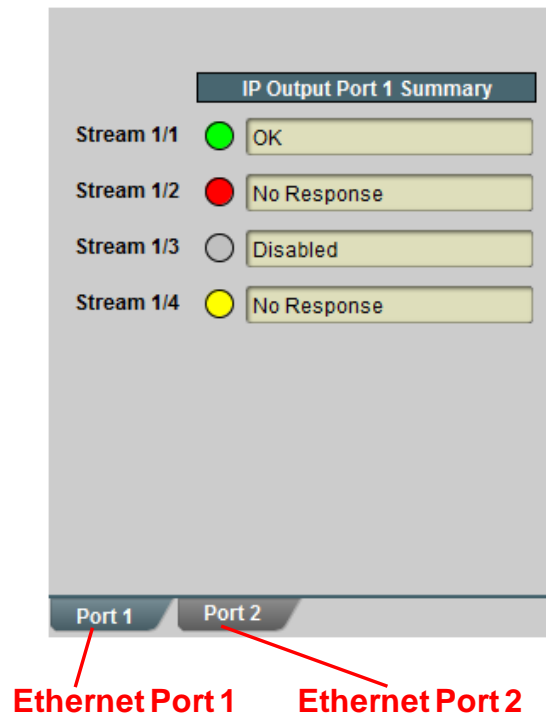 IP Output Port 1 Summary
Stream 1/1 OK
Stream 1/2 No Response
Stream 1/3 Disabled
Stream 1/4 No Response
Port 1 Port 2
Ethernet Port 1 Ethernet Port 2